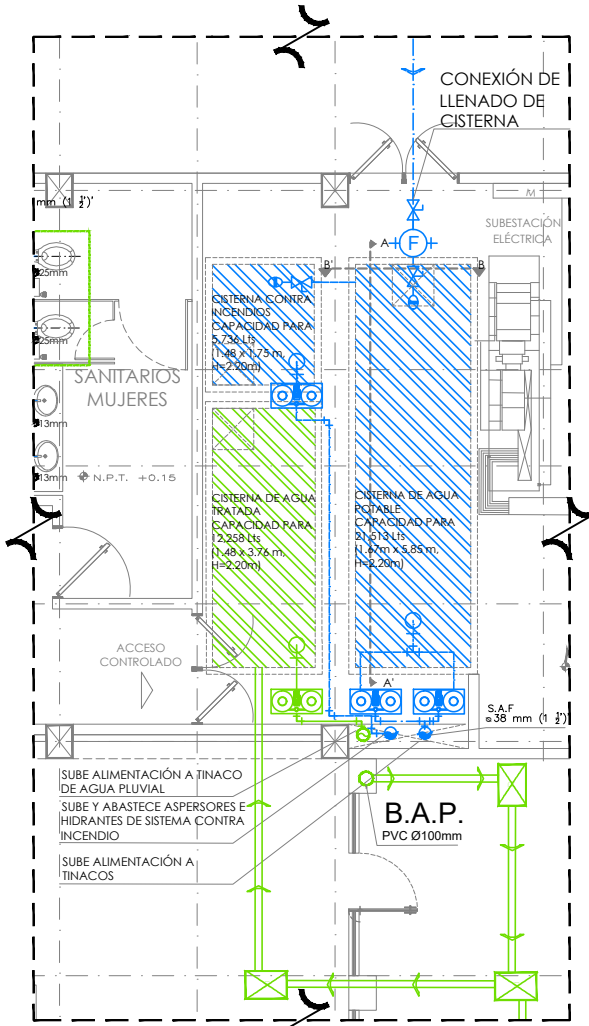 CONEXIÓN DE
LLENADO DE
CISTERNA
mm (1 ½")
M
SUBESTACIÓN
ELÉCTRICA
A
F
B'
B
25mm
25mm
CISTERNA CONTRA
INCENDIOS
CAPACIDAD PARA
5,736 Lts
(1.48 x 1.75 m,
H=2.20m)
SANITARIOS
MUJERES
13mm
13mm
N.P.T. +0.15
CISTERNA DE AGUA
TRATADA
CAPACIDAD PARA
12,258 Lts
(1.48 x 3.76 m,
H=2.20m)
CISTERNA DE AGUA
POTABLE
CAPACIDAD PARA
21,513 Lts
(1.67m x 5.85 m,
H=2.20m)
ACCESO
CONTROLADO
A'
S.A.F
ø38 mm (1 ½")
SUBE ALIMENTACIÓN A TINACO
DE AGUA PLUVIAL
SUBE Y ABASTECE ASPERSORES E
HIDRANTES DE SISTEMA CONTRA
INCENDIO
SUBE ALIMENTACIÓN A
TINACOS
B.A.P.
PVC Ø100mm